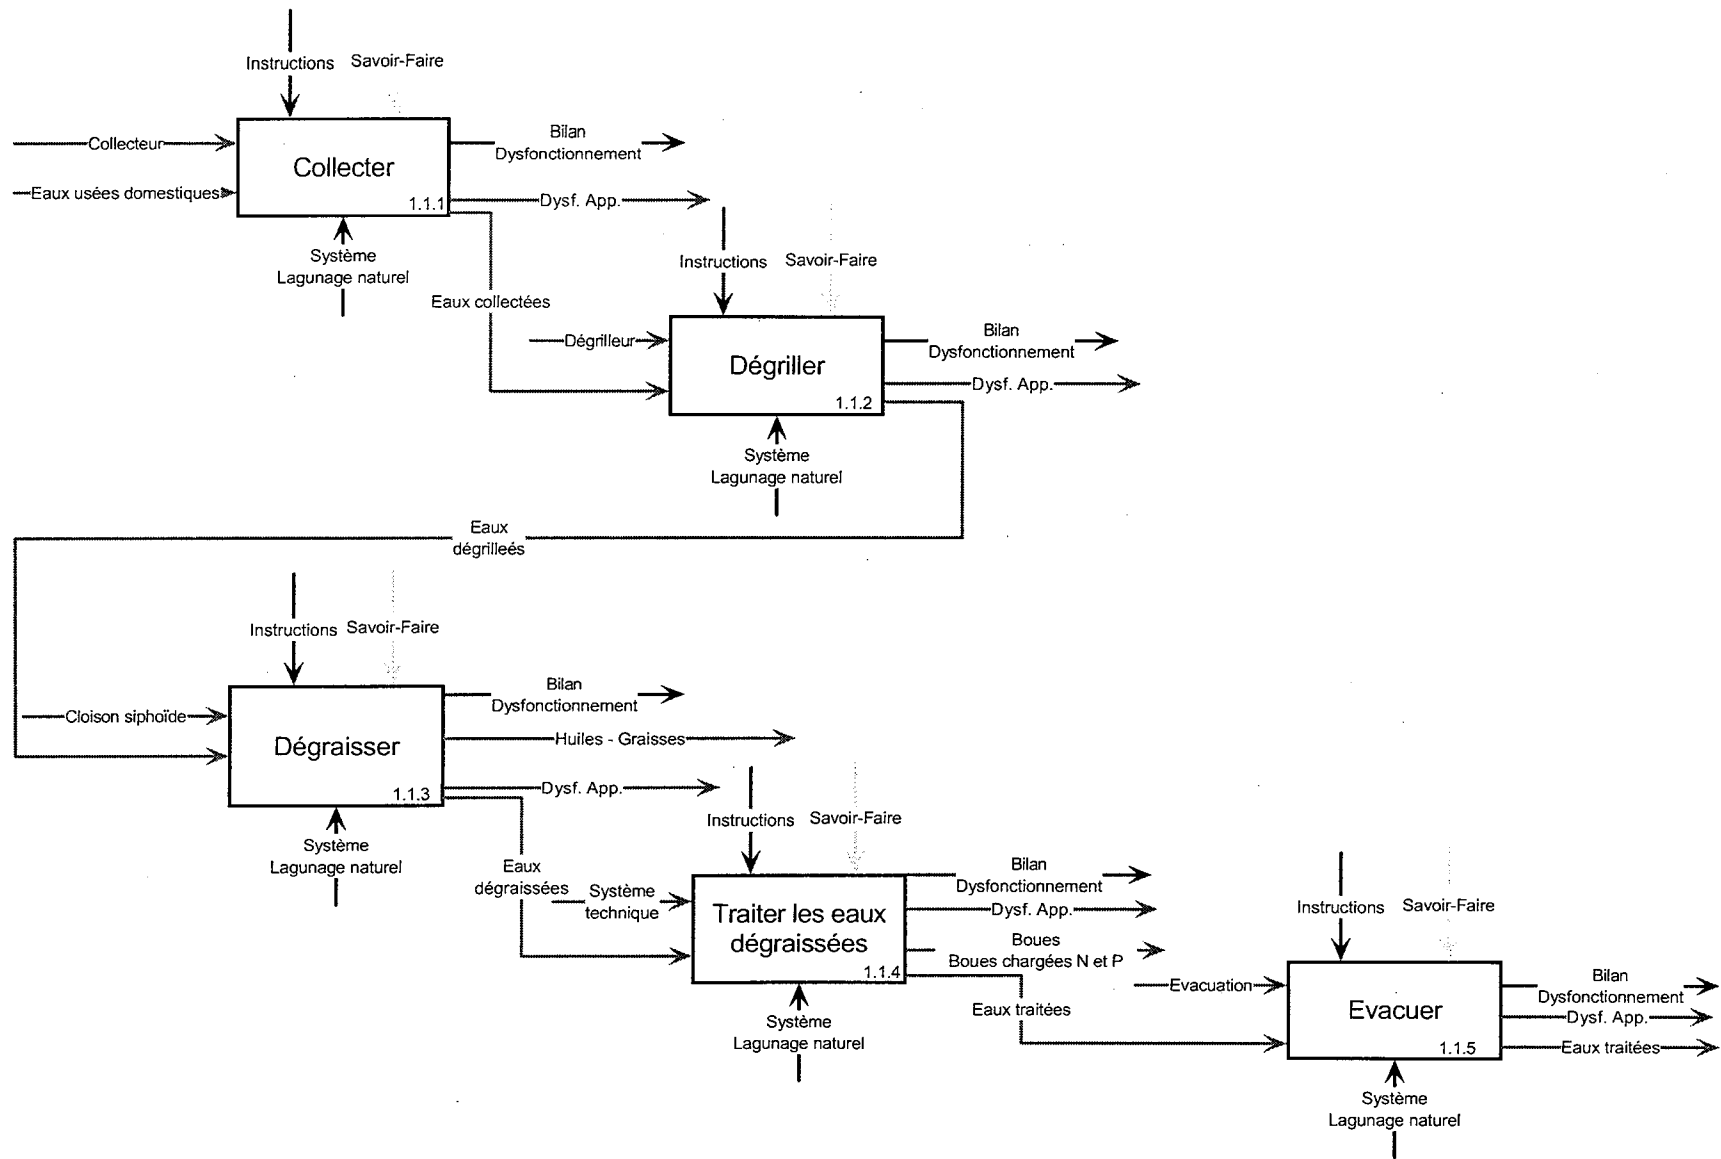 Instructions
Savoir-Faire
Collecteur
Eaux usées domestiques
Collecter
1.1.1
Bilan
Dysfonctionnement
Dysf. App.
Système
Lagunage naturel
Eaux collectées
Instructions
Savoir-Faire
Dégrilleur
Dégriller
1.1.2
Bilan
Dysfonctionnement
Dysf. App.
Système
Lagunage naturel
Eaux
dégrilleés
Instructions
Savoir-Faire
Cloison siphoïde
Dégraisser
1.1.3
Bilan
Dysfonctionnement
Huiles - Graisses
Dysf. App.
Système
Lagunage naturel
Eaux
dégraissées
Instructions
Savoir-Faire
Système
technique
Traiter les eaux
dégraissées
1.1.4
Bilan
Dysfonctionnement
Dysf. App.
Boues
Boues chargées N et P
Eaux traitées
Système
Lagunage naturel
Instructions
Savoir-Faire
Evacuation
Evacuer
1.1.5
Bilan
Dysfonctionnement
Dysf. App.
Eaux traitées
Système
Lagunage naturel